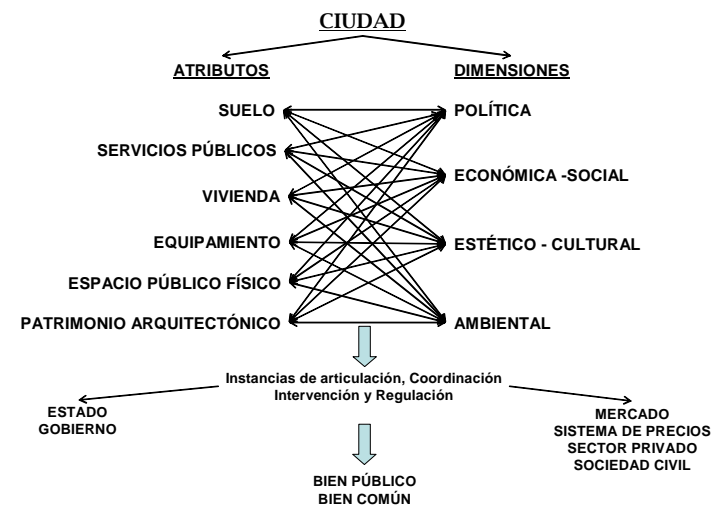 CIUDAD
ATRIBUTOS
DIMENSIONES
SUELO
POLÍTICA
SERVICIOS PÚBLICOS
ECONÓMICA -SOCIAL
VIVIENDA
EQUIPAMIENTO
ESTÉTICO - CULTURAL
ESPACIO PÚBLICO FÍSICO
PATRIMONIO ARQUITECTÓNICO
AMBIENTAL
Instancias de articulación, Coordinación
Intervención y Regulación
ESTADO
GOBIERNO
MERCADO
SISTEMA DE PRECIOS
SECTOR PRIVADO
SOCIEDAD CIVIL
BIEN PÚBLICO
BIEN COMÚN